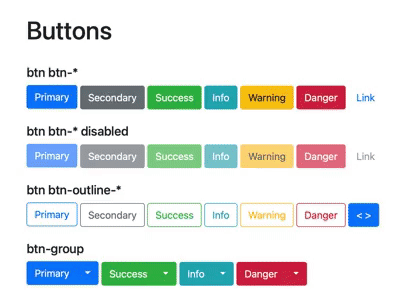 Buttons
btn btn-*
Primary Secondary Success Info Warning Danger Link
btn btn-* disabled
Primary Secondary Success Info Warning Danger Link
btn btn-outline-*
Primary Secondary Success Info Warning Danger < >
btn-group
Primary Success Info Danger